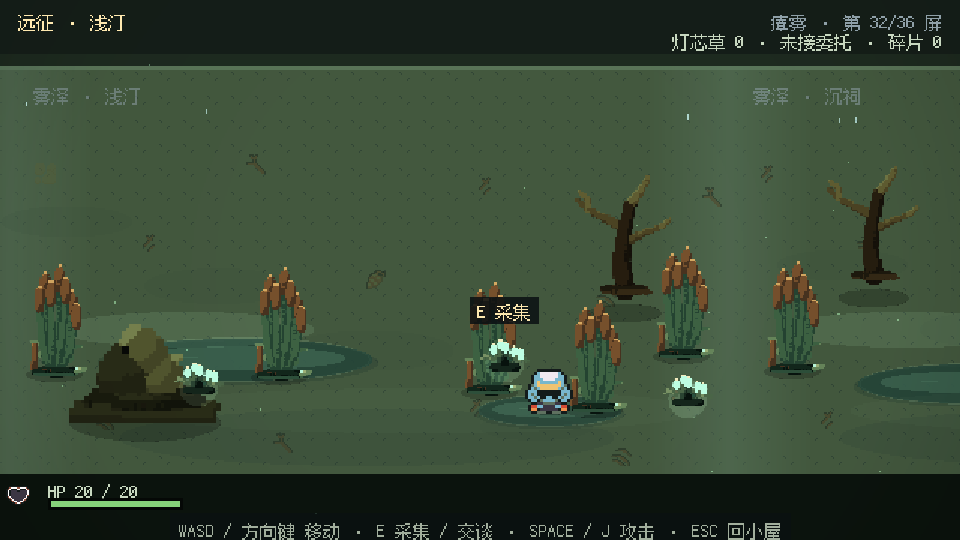 远征 · 浅汀
瘴雾 · 第 32/36 屏
灯芯草 0 · 未接委托 · 碎片 0
雾泽 · 浅汀
雾泽 · 沉祠
E 采集
HP 20 / 20
WASD / 方向键 移动 · E 采集 / 交谈 · SPACE / J 攻击 · ESC 回小屋